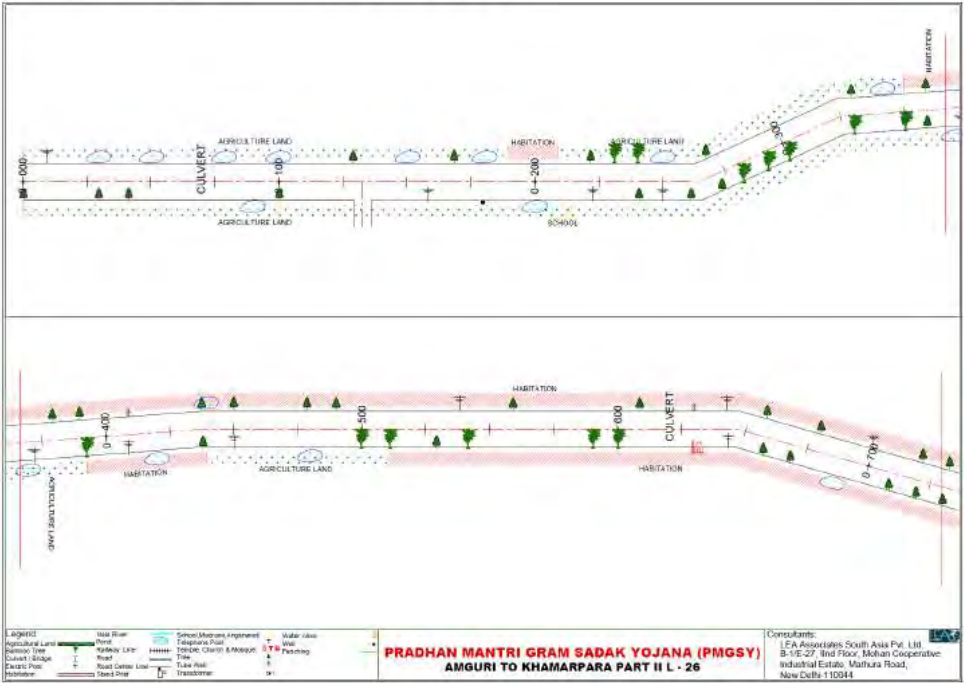 HABITATION
AGRICULTURE LAND
HABITATION
AGRICULTURE LAND
0+000
CULVERT
100
0+200
300
AGRICULTURE LAND
SCHOOL
HABITATION
0+400
500
CULVERT
600
0+700
HABITATION
AGRICULTURE LAND
HABITATION
AGRICULTURE LAND
Legend
Agricultural Land
Bamboo Tree
Culvert / Bridge
Electric Post
Habitation
Pond
Railway Line
Road
Road Center Line
Telephone Post
Temple, Church & Mosque
Tree
Tube Well
Transformer
Well
PRADHAN MANTRI GRAM SADAK YOJANA (PMGSY)
AMGURI TO KHAMARPARA PART II L - 26
Consultants:
LEA Associates South Asia Pvt. Ltd.
B-1/E-27, IInd Floor, Mohan Cooperative
Industrial Estate, Mathura Road,
New Delhi-110044